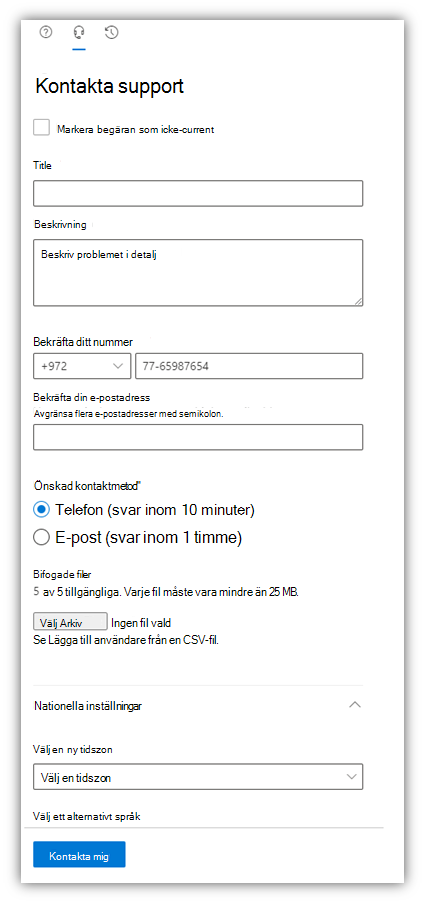 Kontakta support
Markera begäran som icke-current
Title
Beskrivning
Beskriv problemet i detalj
Bekräfta ditt nummer
+972 77-65987654
Bekräfta din e-postadress
Avgränsa flera e-postadresser med semikolon.
Önskad kontaktmetod"
Telefon (svar inom 10 minuter)
E-post (svar inom 1 timme)
Bifogade filer
5 av 5 tillgängliga. Varje fil måste vara mindre än 25 MB.
Välj Arkiv Ingen fil vald
Se Lägga till användare från en CSV-fil.
Nationella inställningar
Välj en ny tidszon
Välj en tidszon
Välj ett alternativt språk
Kontakta mig